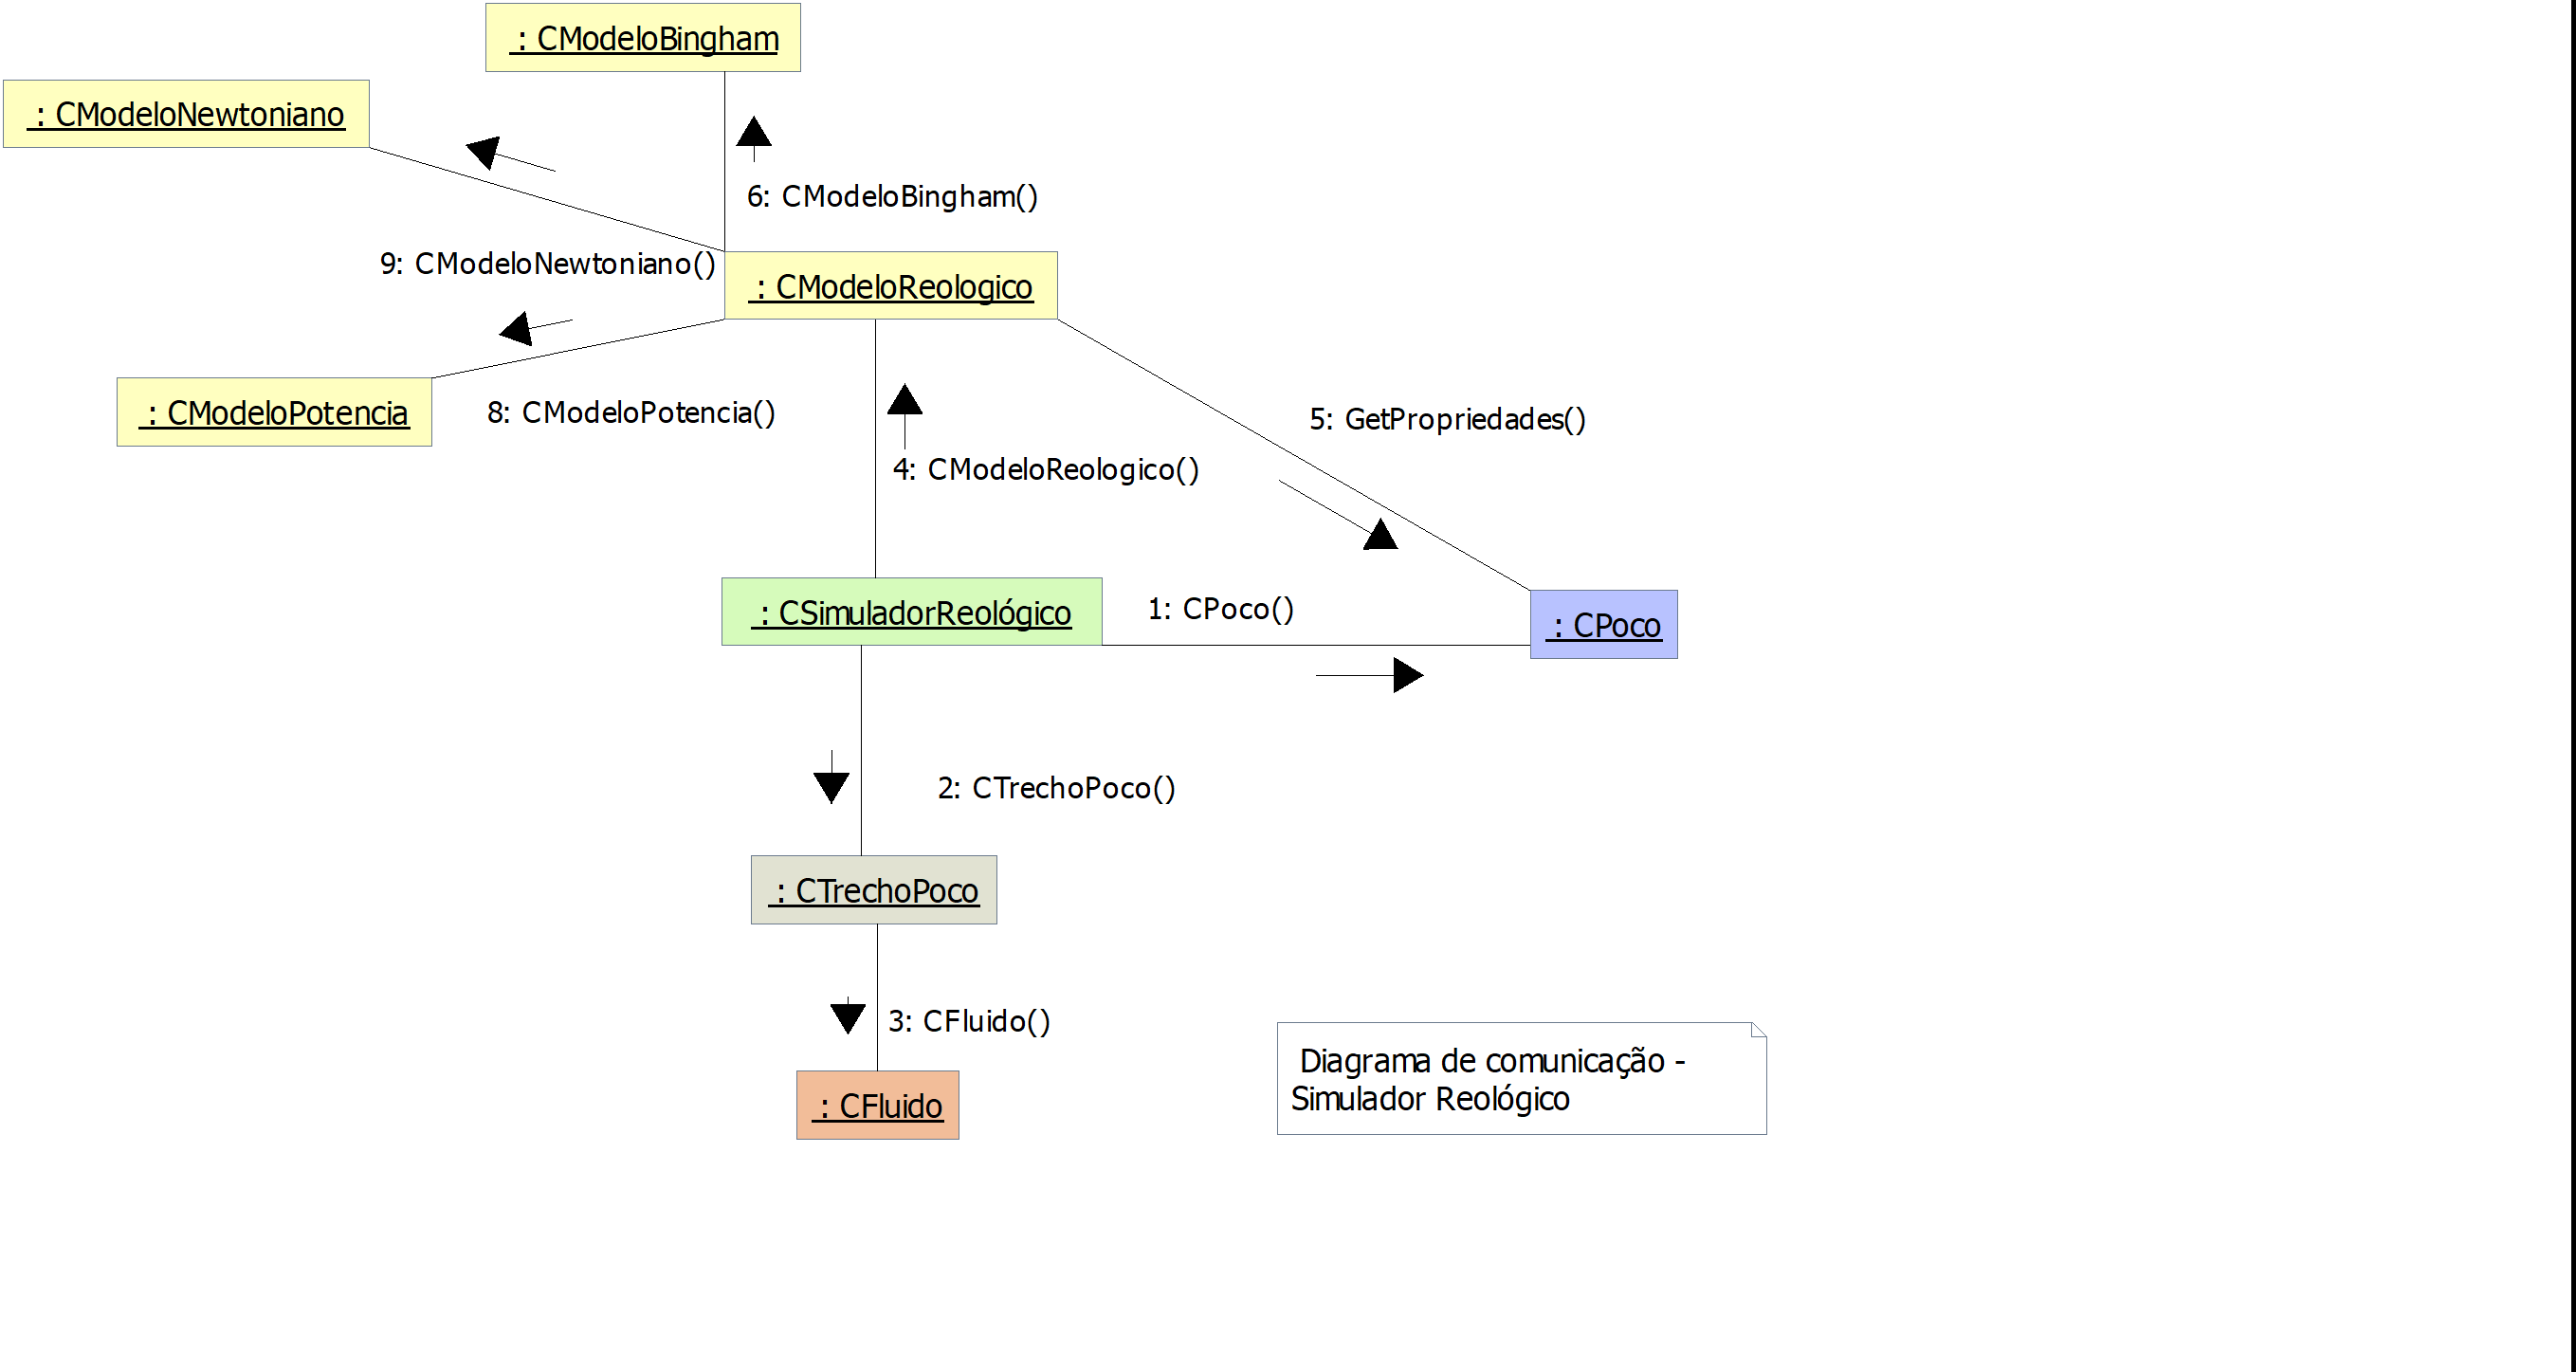 : CModeloBingham
: CModeloNewtoniano
6: CModeloBingham()
9: CModeloNewtoniano()
: CModeloReologico
: CModeloPotencia
8: CModeloPotencia()
5: GetPropriedades()
4: CModeloReologico()
: CSimuladorReológico
1: CPoco()
: CPoco
2: CTrechoPoco()
: CTrechoPoco
3: CFluido()
: CFluido
Diagrama de comunicação -
Simulador Reológico